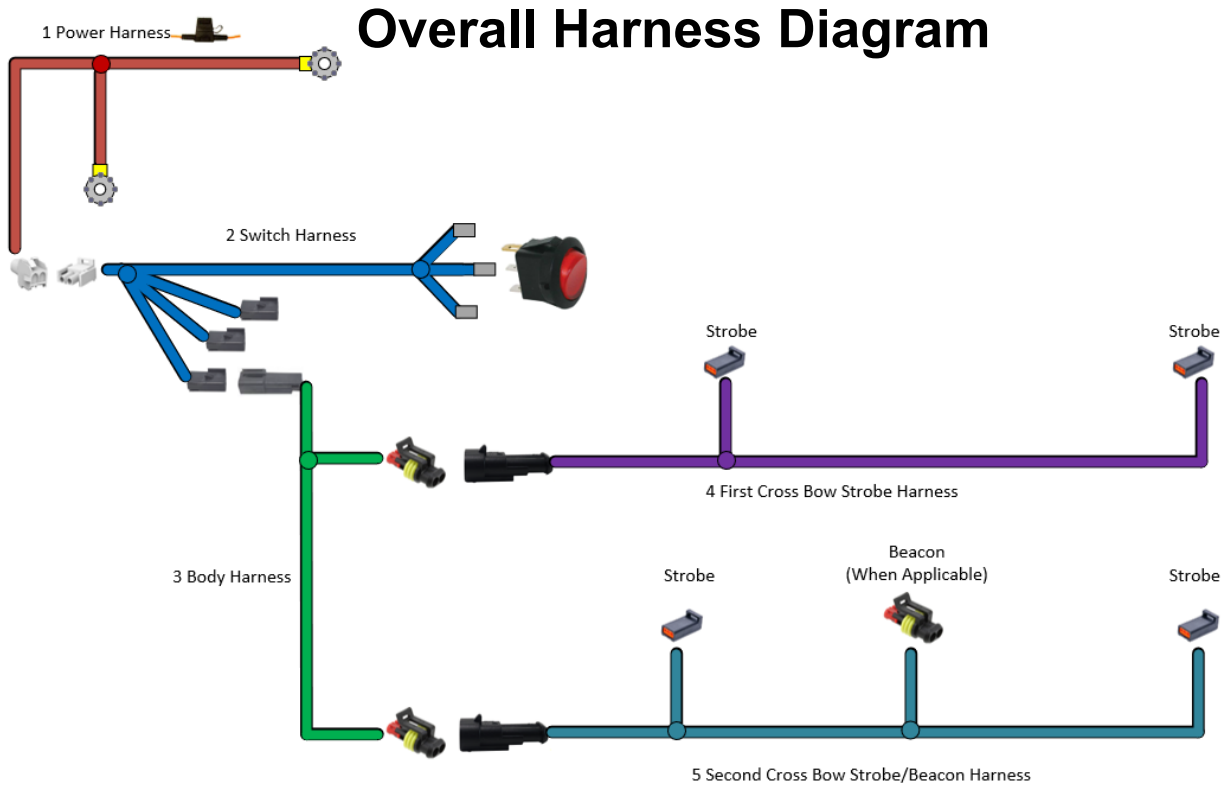 Overall Harness Diagram
1 Power Harness
2 Switch Harness
Strobe
Strobe
4 First Cross Bow Strobe Harness
3 Body Harness
Strobe
Beacon
(When Applicable)
Strobe
5 Second Cross Bow Strobe/Beacon Harness